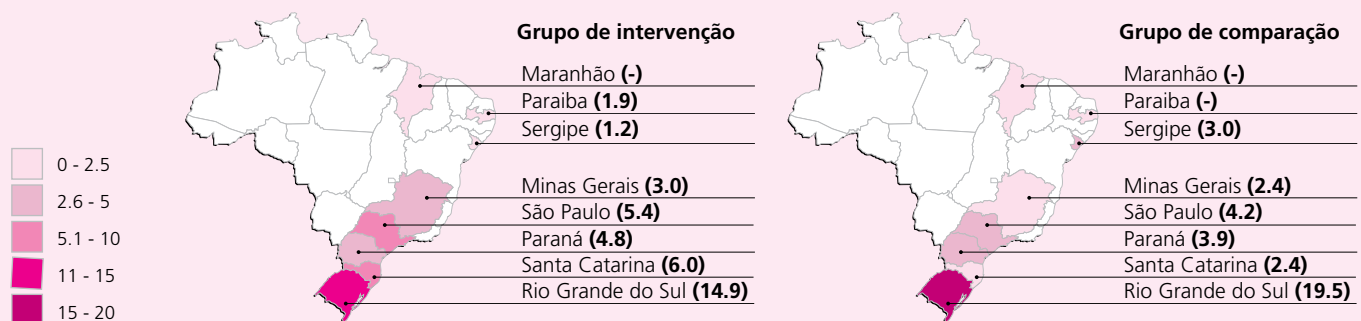 Grupo de intervenção
Maranhão (-)
Paraiba (1.9)
Sergipe (1.2)
Minas Gerais (3.0)
São Paulo (5.4)
Paraná (4.8)
Santa Catarina (6.0)
Rio Grande do Sul (14.9)
Grupo de comparação
Maranhão (-)
Paraiba (-)
Sergipe (3.0)
Minas Gerais (2.4)
São Paulo (4.2)
Paraná (3.9)
Santa Catarina (2.4)
Rio Grande do Sul (19.5)
0 - 2.5
2.6 - 5
5.1 - 10
11 - 15
15 - 20